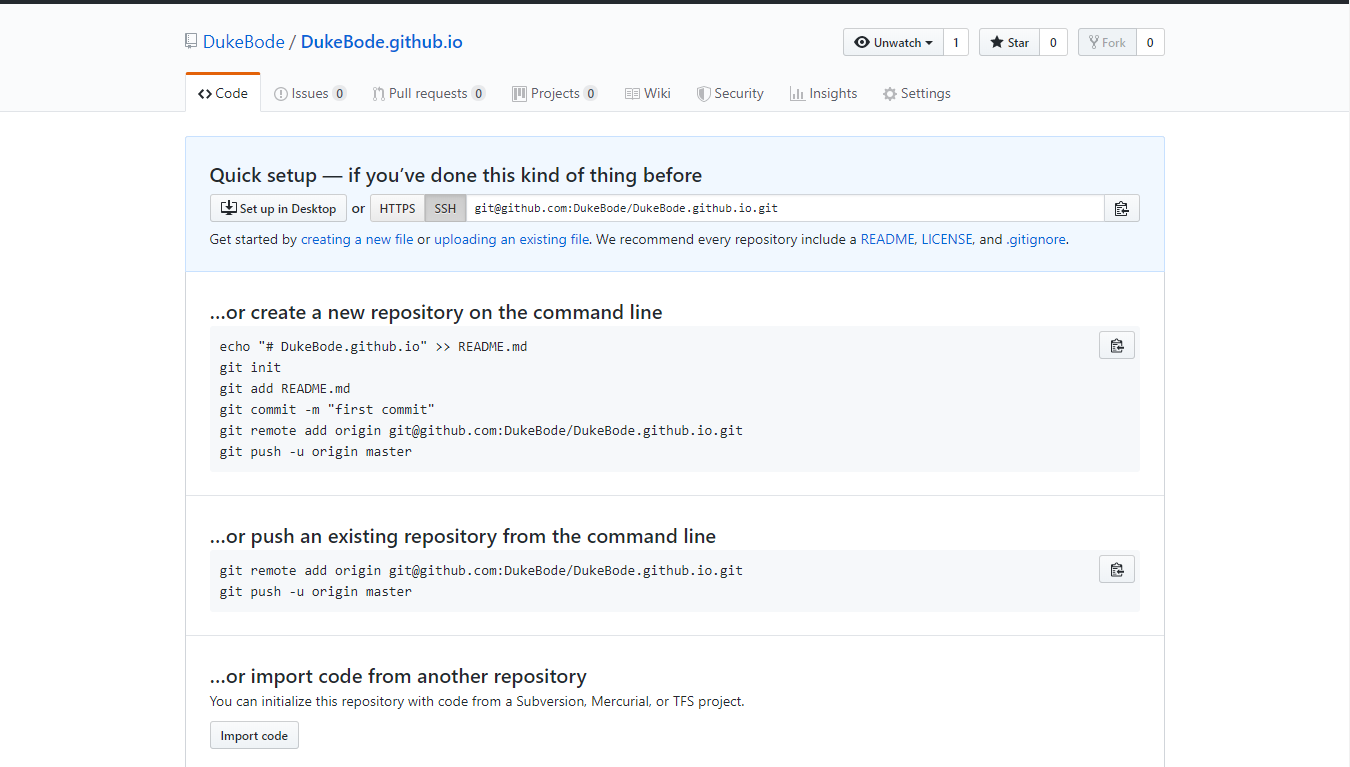 DukeBode / DukeBode.github.io
Unwatch 1 Star 0 Fork 0
Code Issues 0 Pull requests 0 Projects 0 Wiki Security Insights Settings
Quick setup — if you’ve done this kind of thing before
Set up in Desktop or HTTPS SSH git@github.com:DukeBode/DukeBode.github.io.git
Get started by creating a new file or uploading an existing file. We recommend every repository include a README, LICENSE, and .gitignore.
…or create a new repository on the command line
echo "# DukeBode.github.io" >> README.md
git init
git add README.md
git commit -m "first commit"
git remote add origin git@github.com:DukeBode/DukeBode.github.io.git
git push -u origin master
…or push an existing repository from the command line
git remote add origin git@github.com:DukeBode/DukeBode.github.io.git
git push -u origin master
…or import code from another repository
You can initialize this repository with code from a Subversion, Mercurial, or TFS project.
Import code